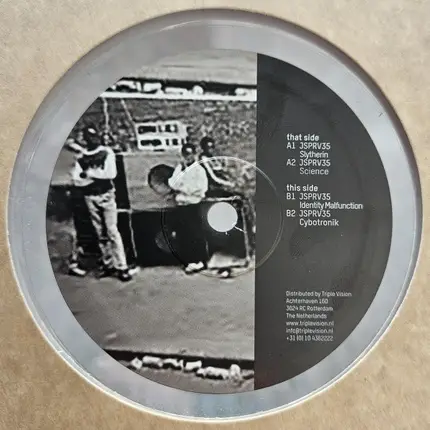 that side
A1 JSPRV35
Slytherin
A2 JSPRV35
Science
this side
B1 JSPRV35
Identity Malfunction
B2 JSPRV35
Cybotronik
Distributed by Triple Vision:
Achterhaven 160
3024 RC Rotterdam
The Netherlands
www.triplevision.nl
info@triplevision.nl
+31 (0) 10 4362222